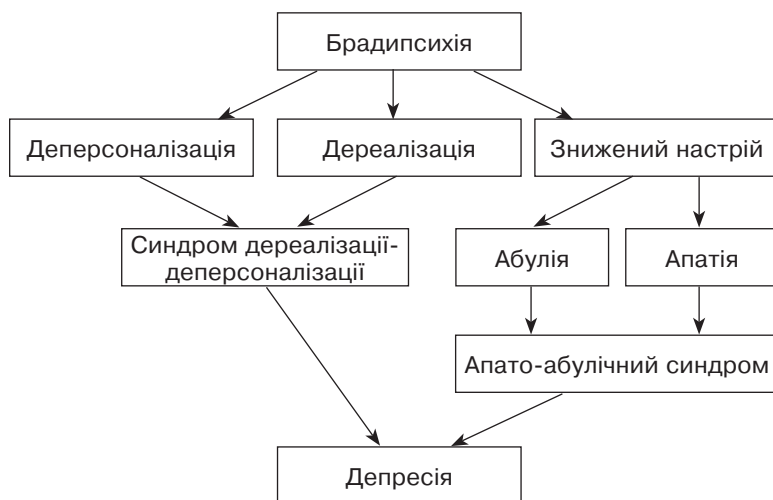 Брадипсихія
Деперсоналізація
Дереалізація
Знижений настрій
Синдром дереалізації-
деперсоналізації
Абулія
Апатія
Апато-абулічний синдром
Депресія